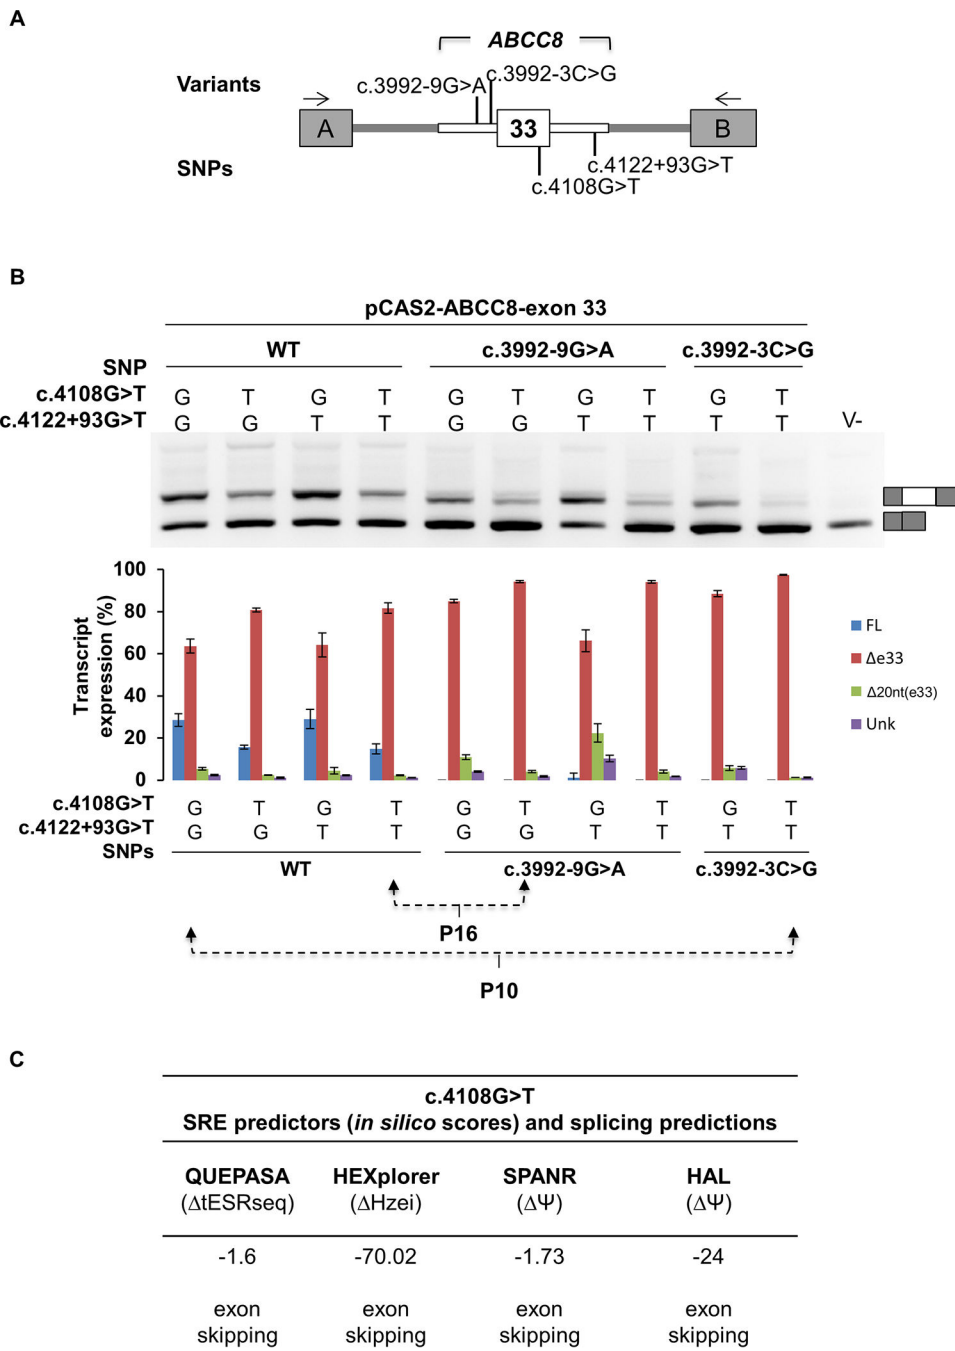 A
ABCC8
Variants
c.3992-9G>A
c.3992-3C>G
A
33
B
SNPs
c.4122+93G>T
c.4108G>T
B
pCAS2-ABCC8-exon 33
WT
c.3992-9G>A
c.3992-3C>G
SNP
c.4108G>T
G T G T G T G T G T
c.4122+93G>T
G G T T G G T T T T
V-
100
80
60
40
20
0
Transcript
expression (%)
FL
Δe33
Δ20nt(e33)
Unk
c.4108G>T
G T G T G T G T G T
c.4122+93G>T
G G T T G G T T T T
SNPs
WT
c.3992-9G>A
c.3992-3C>G
P16
P10
C
c.4108G>T
SRE predictors (in silico scores) and splicing predictions
QUEPASA HEXplorer SPANR HAL
(ΔtESRseq) (ΔHzei) (ΔΨ) (ΔΨ)
-1.6 -70.02 -1.73 -24
exon exon exon exon
skipping skipping skipping skipping